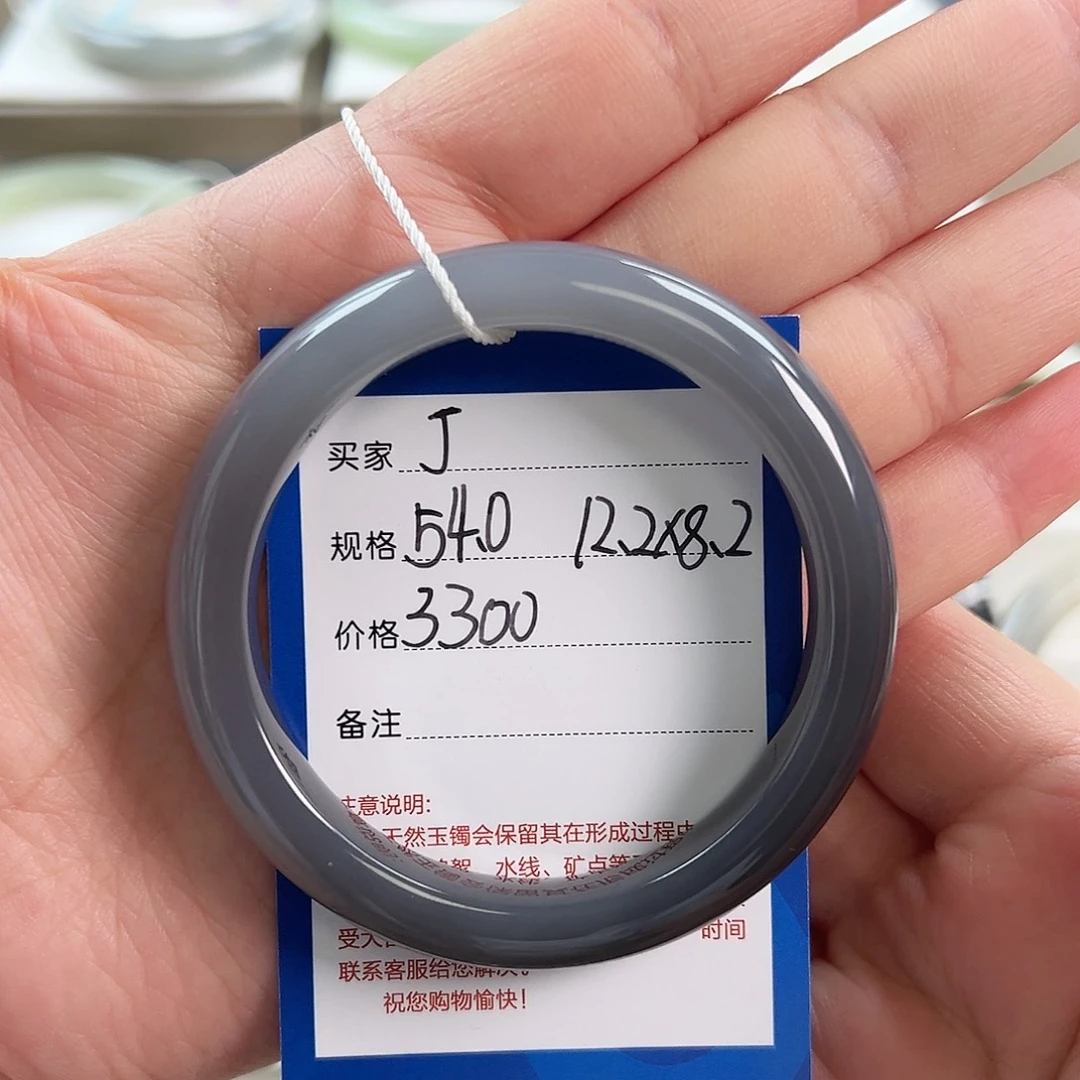 买家 J
规格 54.0 12.2x8.2
价格 3300
备注
注意说明:
天然玉镯会保留其在形成过程中
水线、矿点等
时间
联系客服给您解决。
祝您购物愉快!